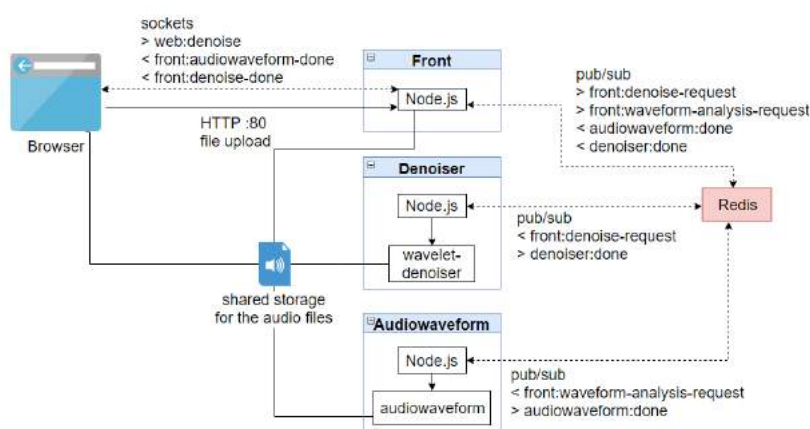 sockets
> web:denoise
< front:audiowaveform-done
< front:denoise-done
Browser
HTTP :80
file upload
Front
Node.js
pub/sub
> front:denoise-request
> front:waveform-analysis-request
< audiowaveform:done
< denoiser:done
Redis
Denoiser
Node.js
wavelet-
denoiser
pub/sub
< front:denoise-request
> denoiser:done
shared storage
for the audio files
Audiowaveform
Node.js
audiowaveform
pub/sub
< front:waveform-analysis-request
> audiowaveform:done